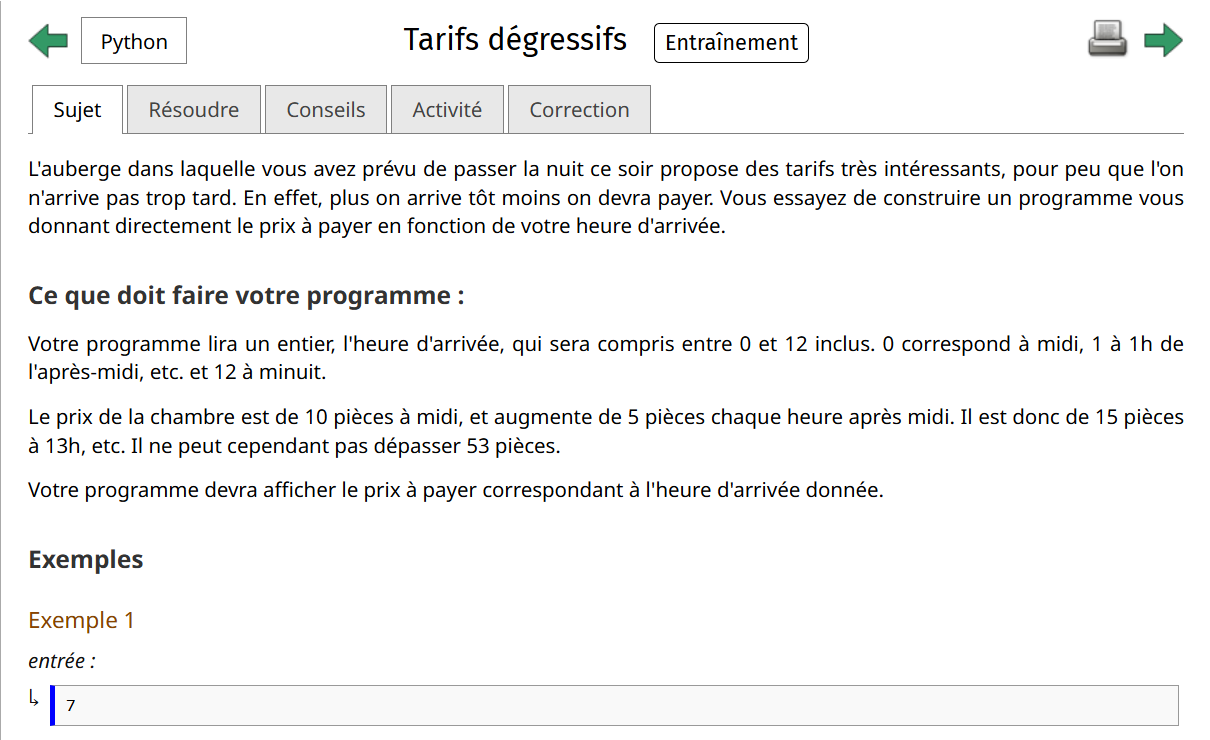 Python
Tarifs dégressifs
Entraînement
Sujet
Résoudre
Conseils
Activité
Correction
L'auberge dans laquelle vous avez prévu de passer la nuit ce soir propose des tarifs très intéressants, pour peu que l'on
n'arrive pas trop tard. En effet, plus on arrive tôt moins on devra payer. Vous essayez de construire un programme vous
donnant directement le prix à payer en fonction de votre heure d'arrivée.
Ce que doit faire votre programme :
Votre programme lira un entier, l'heure d'arrivée, qui sera compris entre 0 et 12 inclus. 0 correspond à midi, 1 à 1h de
l'après-midi, etc. et 12 à minuit.
Le prix de la chambre est de 10 pièces à midi, et augmente de 5 pièces chaque heure après midi. Il est donc de 15 pièces
à 13h, etc. Il ne peut cependant pas dépasser 53 pièces.
Votre programme devra afficher le prix à payer correspondant à l'heure d'arrivée donnée.
Exemples
Exemple 1
entrée :
7